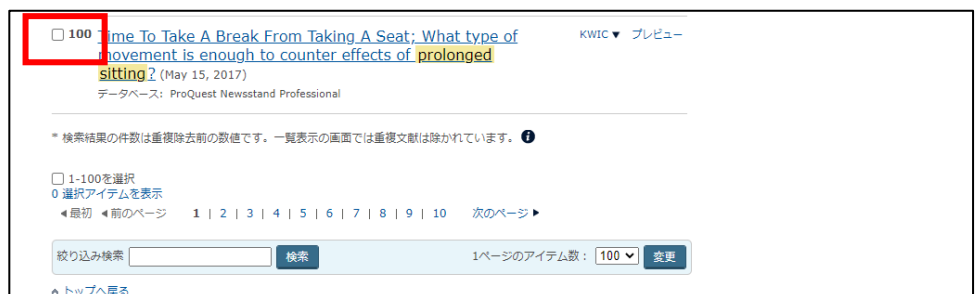 100 Time To Take A Break From Taking A Seat; What type of KWIC ▼ プレビュー
movement is enough to counter effects of prolonged
sitting? (May 15, 2017)
データベース: ProQuest Newsstand Professional
* 検索結果の件数は重複除去前の数値です。一覧表示の画面では重複文献は除かれています。 i
1-100を選択
0 選択アイテムを表示
◀最初 ◀前のページ 1 | 2 | 3 | 4 | 5 | 6 | 7 | 8 | 9 | 10 次のページ ▶
絞り込み検索 検索 1ページのアイテム数: 100 変更
トップへ戻る